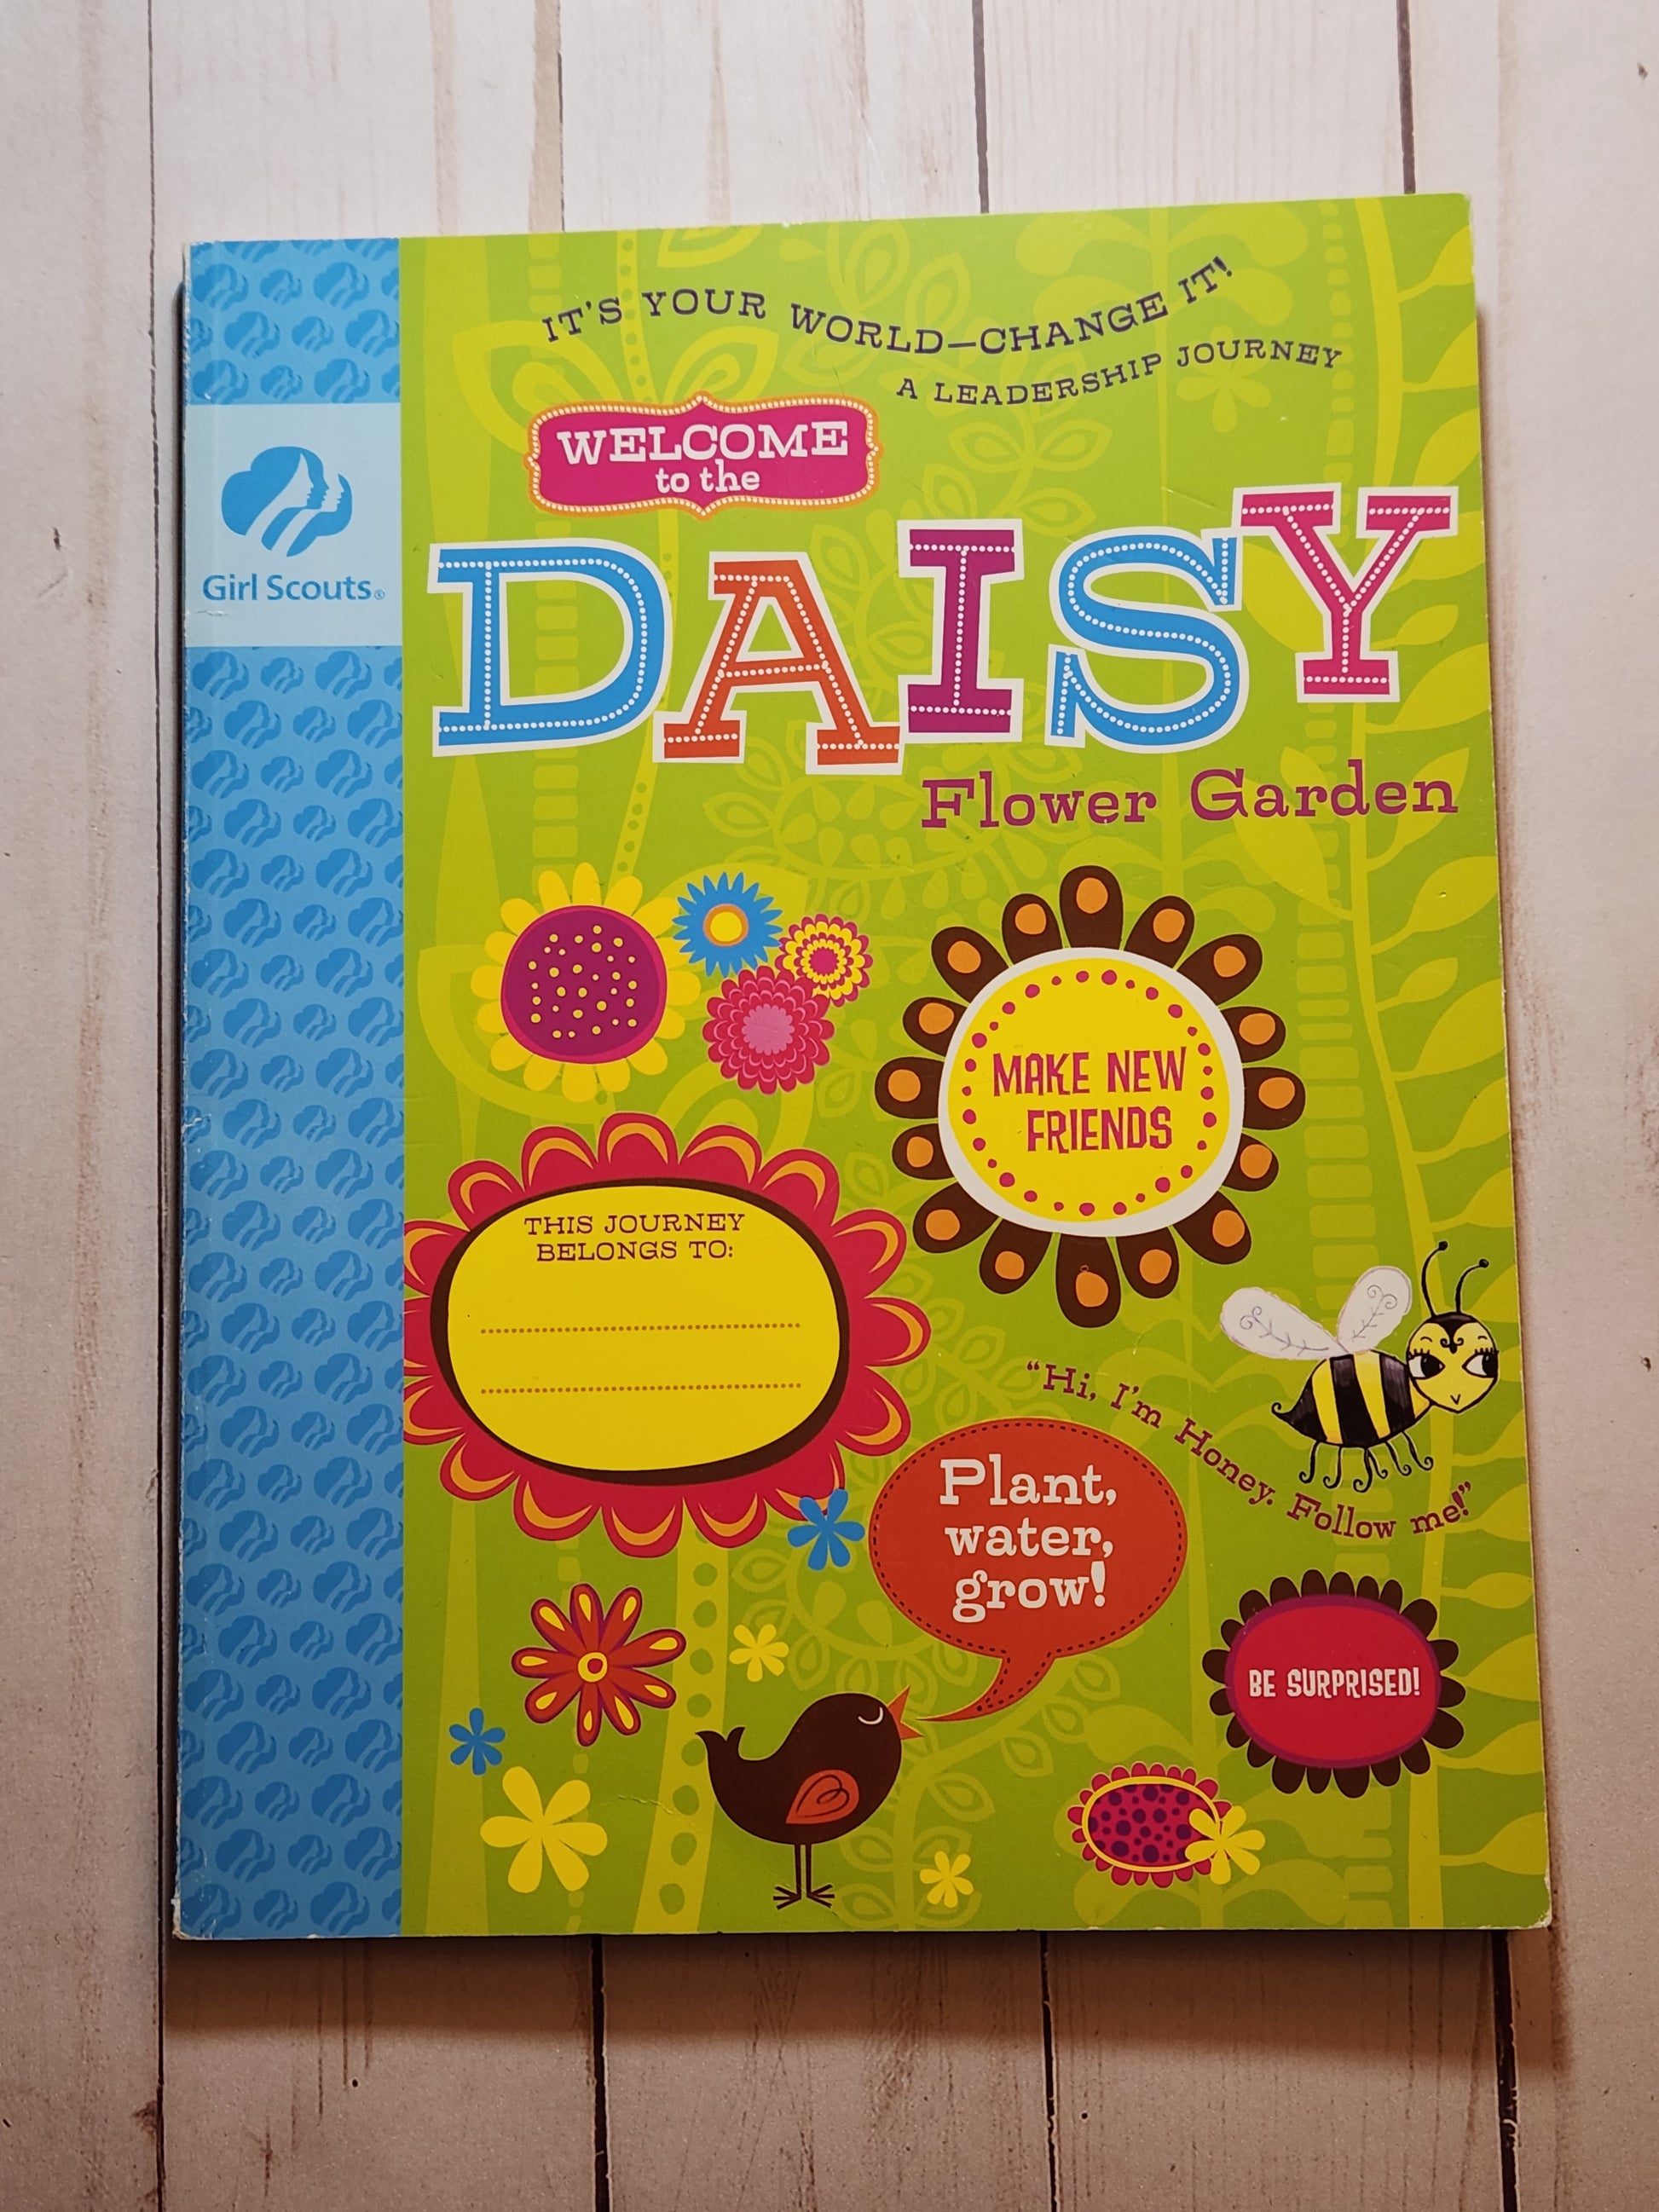 IT'S YOUR WORLD—CHANGE IT!
A LEADERSHIP JOURNEY
WELCOME
to the
DAISY
Flower Garden
Girl Scouts®
MAKE NEW
FRIENDS
THIS JOURNEY
BELONGS TO:
"Hi, I'm Honey. Follow me!"
Plant,
water,
grow!
BE SURPRISED!